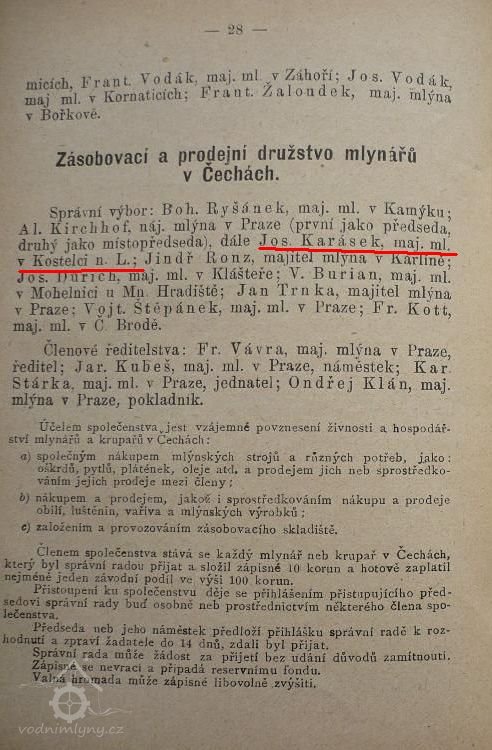 — 28 —
micích, Frant. Vodák, maj. ml. v Záhoří; Jos. Vodák,
maj ml. v Kornaticích; Frant. Žaloudek, maj. mlýna
v Bořkově.
Zásobovací a prodejní družstvo mlynářů
v Čechách.
Správní výbor: Boh. Ryšánek, maj. ml. v Kamýku;
Al. Kirchhof, náj. mlýna v Praze (první jako předseda,
druhý jako místopředseda), dále Jos. Karásek, maj. ml.
v Kostelci n. L.; Jindř Ronz, majitel mlýna v Karlíně;
Jos. Ďurich, maj. ml. v Klášteře; V. Burian, maj. ml.
v Mohelnici u Mn. Hradiště; Jan Trnka, majitel mlýna
v Praze; Vojt. Štěpánek, maj. ml. v Praze; Fr. Kott,
maj. ml. v Č. Brodě.
Členové ředitelstva: Fr. Vávra, maj. mlýna v Praze,
ředitel; Jar. Kubeš, maj. ml. v Praze, náměstek; Kar.
Stárka, maj. ml. v Praze, jednatel; Ondřej Klán, maj.
mlýna v Praze, pokladník.
Účelem společenstva jest vzájemné povznesení živnosti a hospodář-
ství mlynářů a krupařů v Čechách:
a) společným nákupem mlýnských strojů a různých potřeb, jako:
oškrdů, pytlů, plátének, oleje atd. a prodejem jich neb sprostředko-
váním jejich prodeje mezi členy;
b) nákupem a prodejem, jakož i sprostředkováním nákupu a prodeje
obilí, luštěnin, vařiva a mlýnských výrobků;
c) založením a provozováním zásobovacího skladiště.
Členem společenstva stává se každý mlynář neb krupař v Čechách,
který byl správní radou přijat a složil zápisné 10 korun a hotově zaplatil
nejméně jeden závodní podíl ve výši 100 korun.
Přistoupení ku společenstvu děje se přihlášením přistupujícího před-
sedovi správní rady buď osobně neb prostřednictvím některého člena spo-
lečenstva.
Předseda neb jeho náměstek předloží přihlášku správní radě k roz-
hodnutí a zpraví žadatele do 14 dnů, zdali byl přijat.
Správní rada může žádost za přijetí bez udání důvodů zamítnouti.
Zápisné se nevrací a připadá reservnímu fondu.
Valná hromada může zápisné libovolně zvýšiti.
vodnimlyny.cz